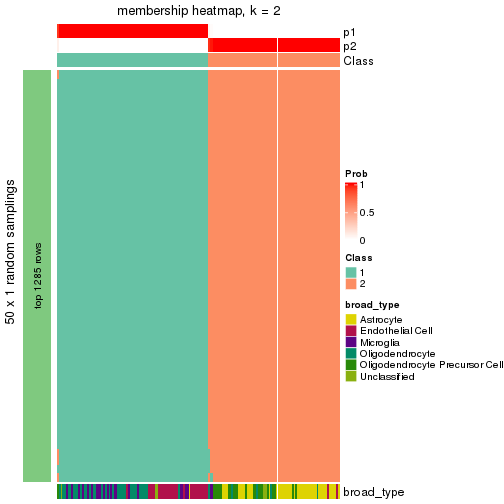 membership heatmap, k = 2
p1
p2
Class
50 x 1 random samplings
top 1285 rows
Prob
1
0.5
0
Class
1
2
broad_type
Astrocyte
Endothelial Cell
Microglia
Oligodendrocyte
Oligodendrocyte Precursor Cell
Unclassified
broad_type